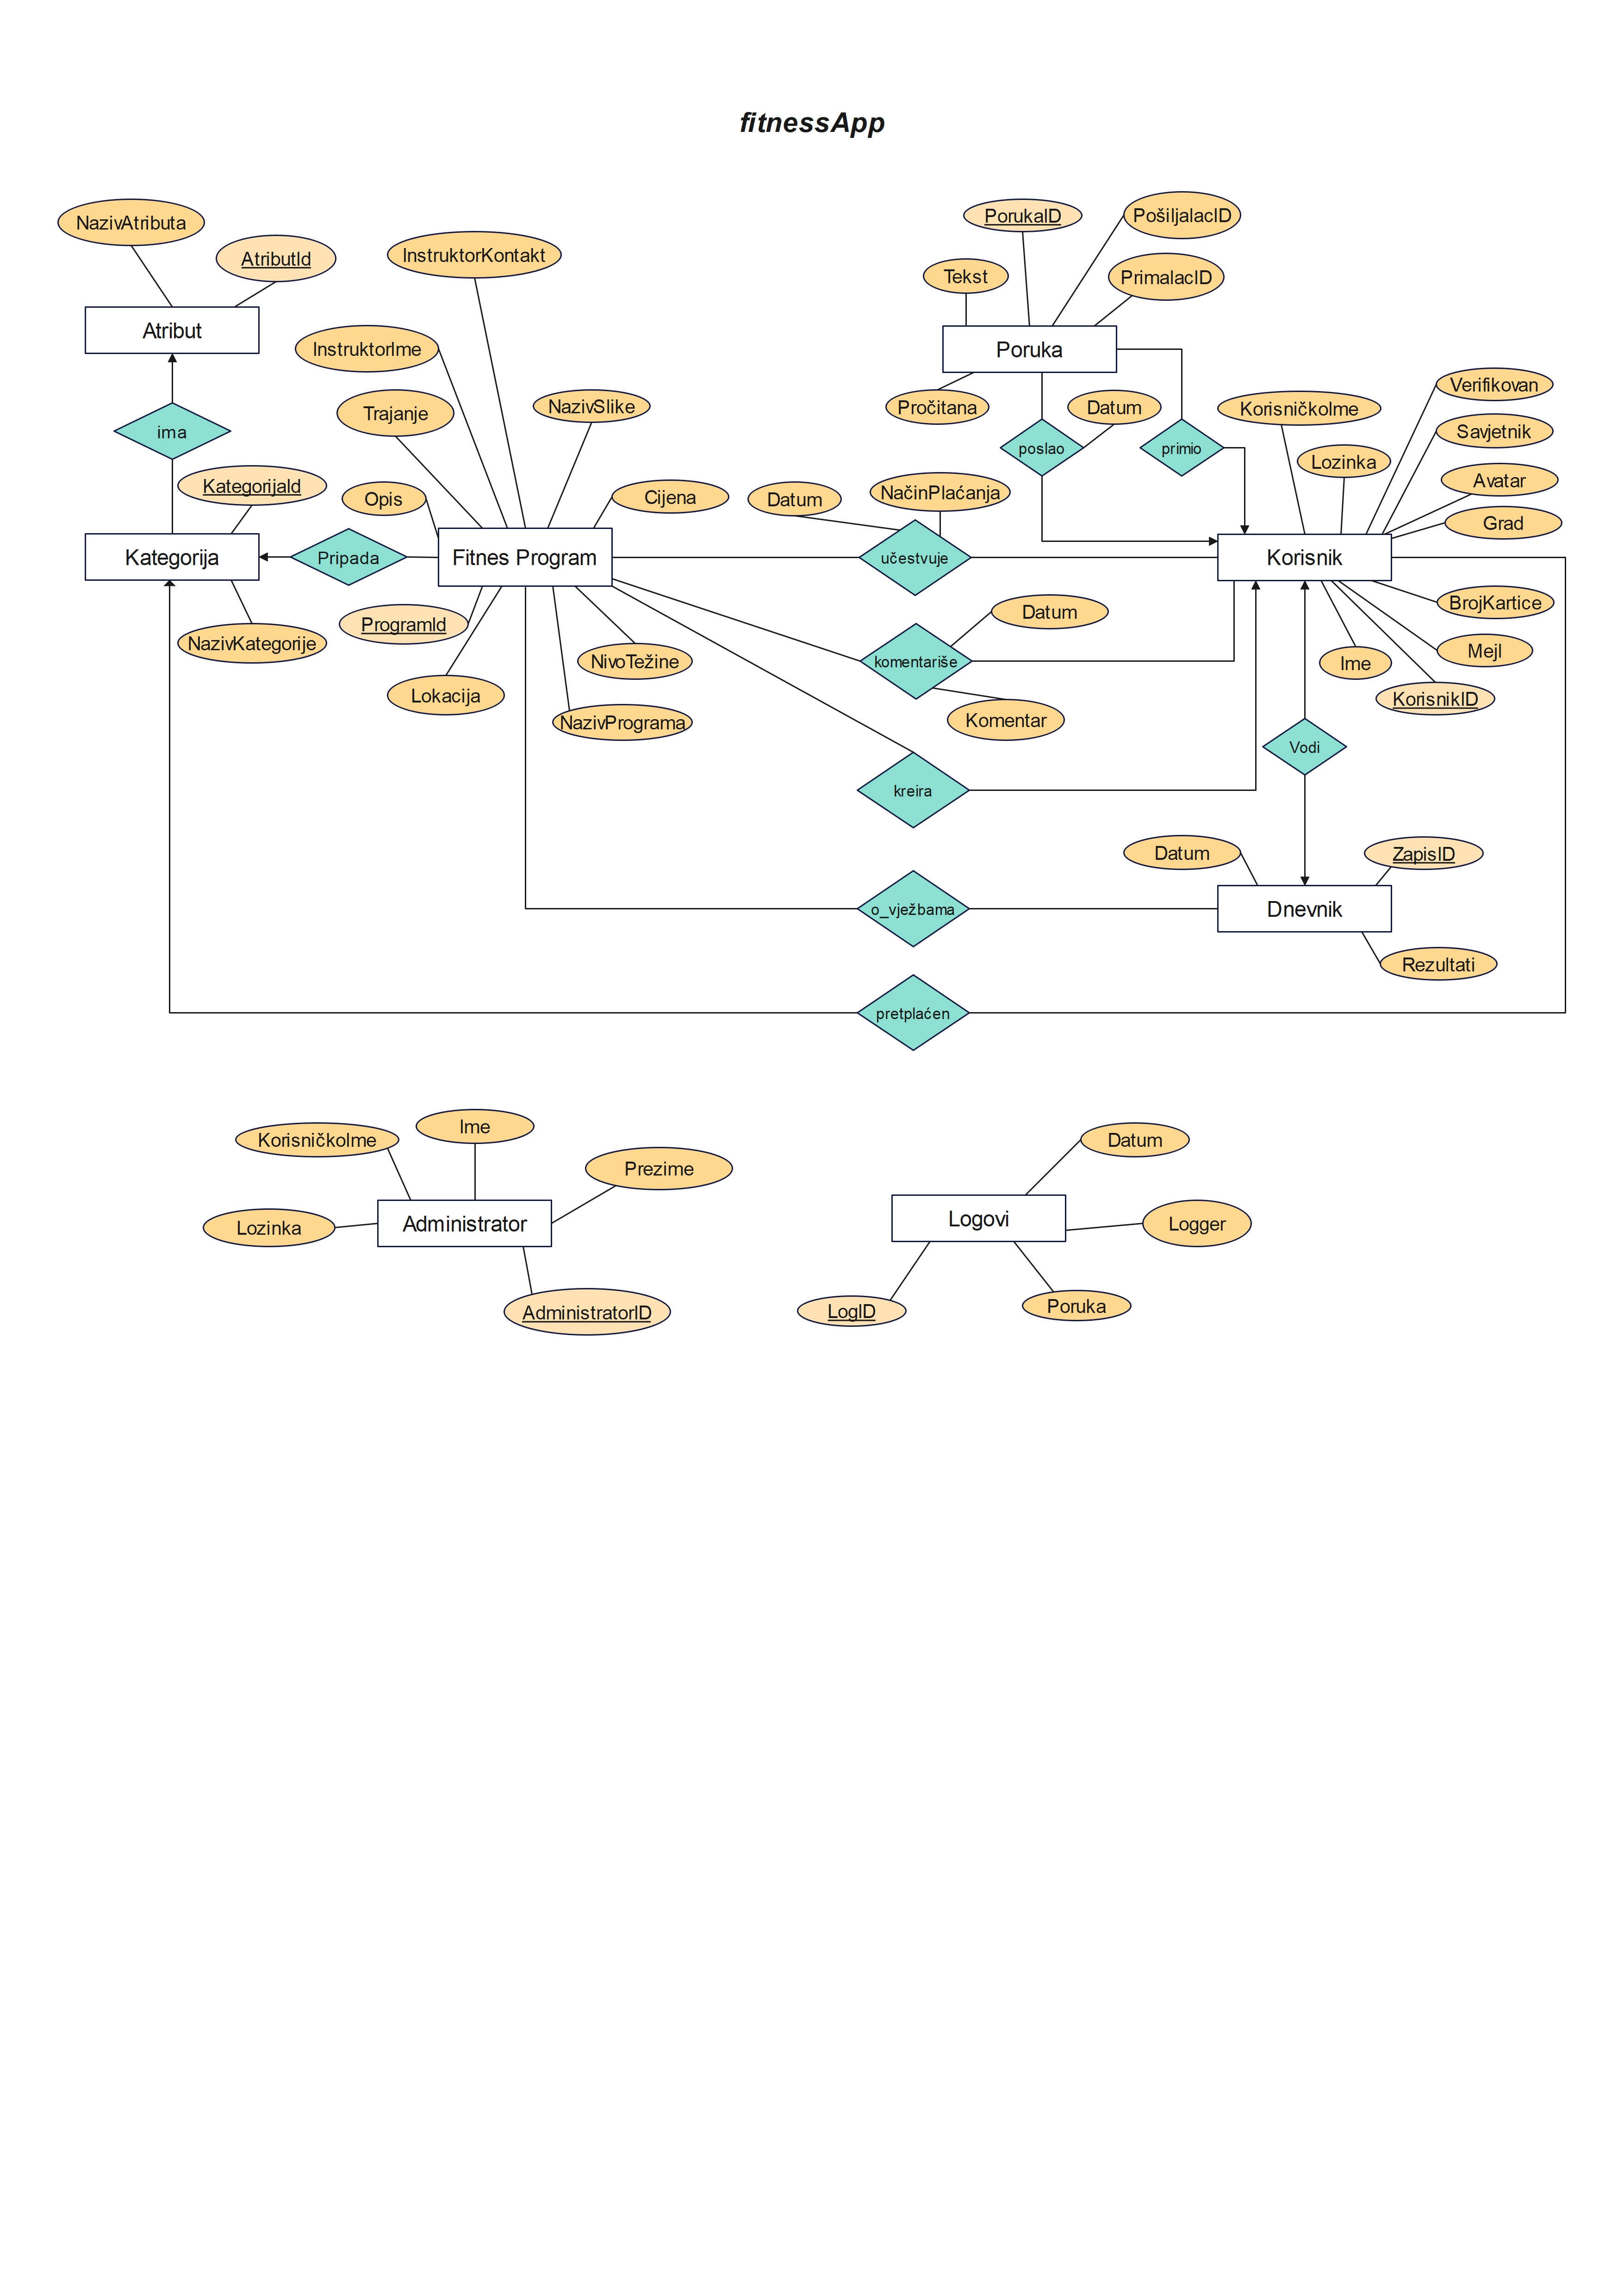 fitnessApp
NazivAtributa
AtributId
Atribut
ima
KategorijaId
Kategorija
NazivKategorije
Pripada
InstruktorKontakt
InstruktorIme
Trajanje
NazivSlike
Opis
Cijena
Fitnes Program
ProgramId
Lokacija
NivoTežine
NazivPrograma
PorukaID
PošiljalacID
Tekst
PrimalacID
Poruka
Pročitana
Datum
poslao
primio
Datum
NačinPlaćanja
učestvuje
Datum
komentariše
Komentar
kreira
KorisničkoIme
Lozinka
Verifikovan
Savjetnik
Avatar
Grad
Korisnik
BrojKartice
Mejl
Ime
KorisnikID
Vodi
Datum
ZapisID
Dnevnik
Rezultati
o_vježbama
pretplaćen
KorisničkoIme
Ime
Prezime
Lozinka
Administrator
AdministratorID
Datum
Logovi
Logger
LogID
Poruka